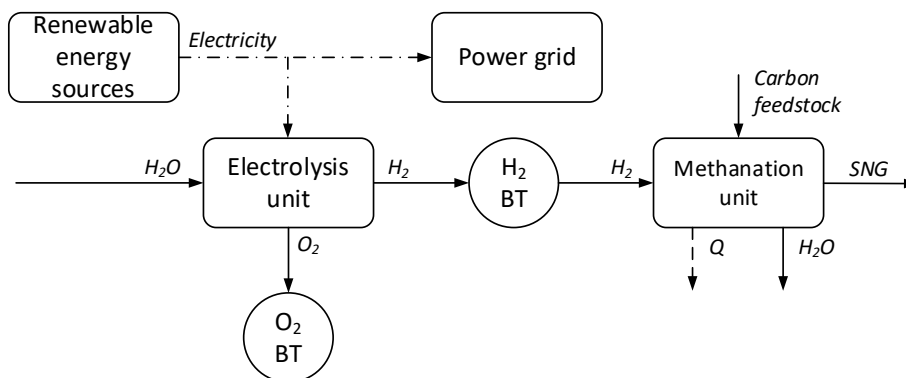 Renewable
energy
sources
Electricity
Power grid
Carbon
feedstock
H₂O
Electrolysis
unit
H₂
H₂
BT
H₂
Methanation
unit
SNG
O₂
Q
H₂O
O₂
BT